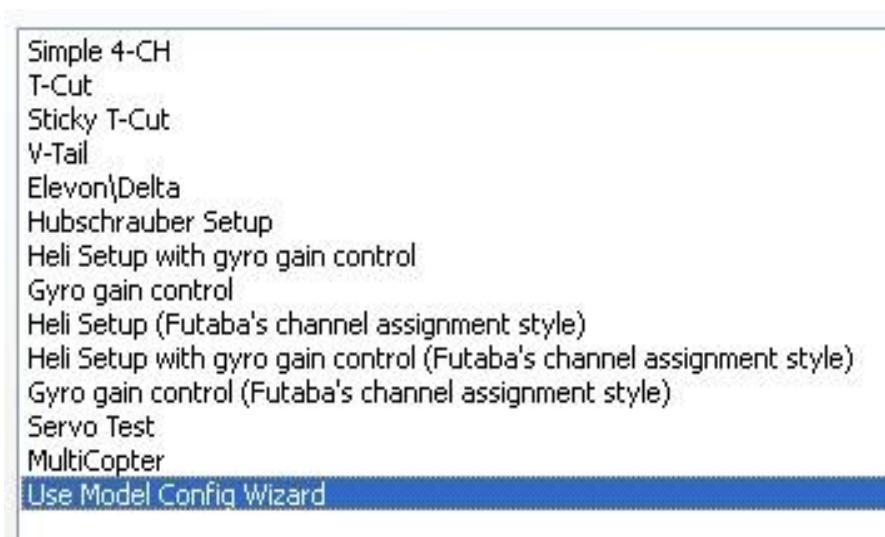 Simple 4-CH
T-Cut
Sticky T-Cut
V-Tail
Elevon\Delta
Hubschrauber Setup
Heli Setup with gyro gain control
Gyro gain control
Heli Setup (Futaba's channel assignment style)
Heli Setup with gyro gain control (Futaba's channel assignment style)
Gyro gain control (Futaba's channel assignment style)
Servo Test
MultiCopter
Use Model Config Wizard